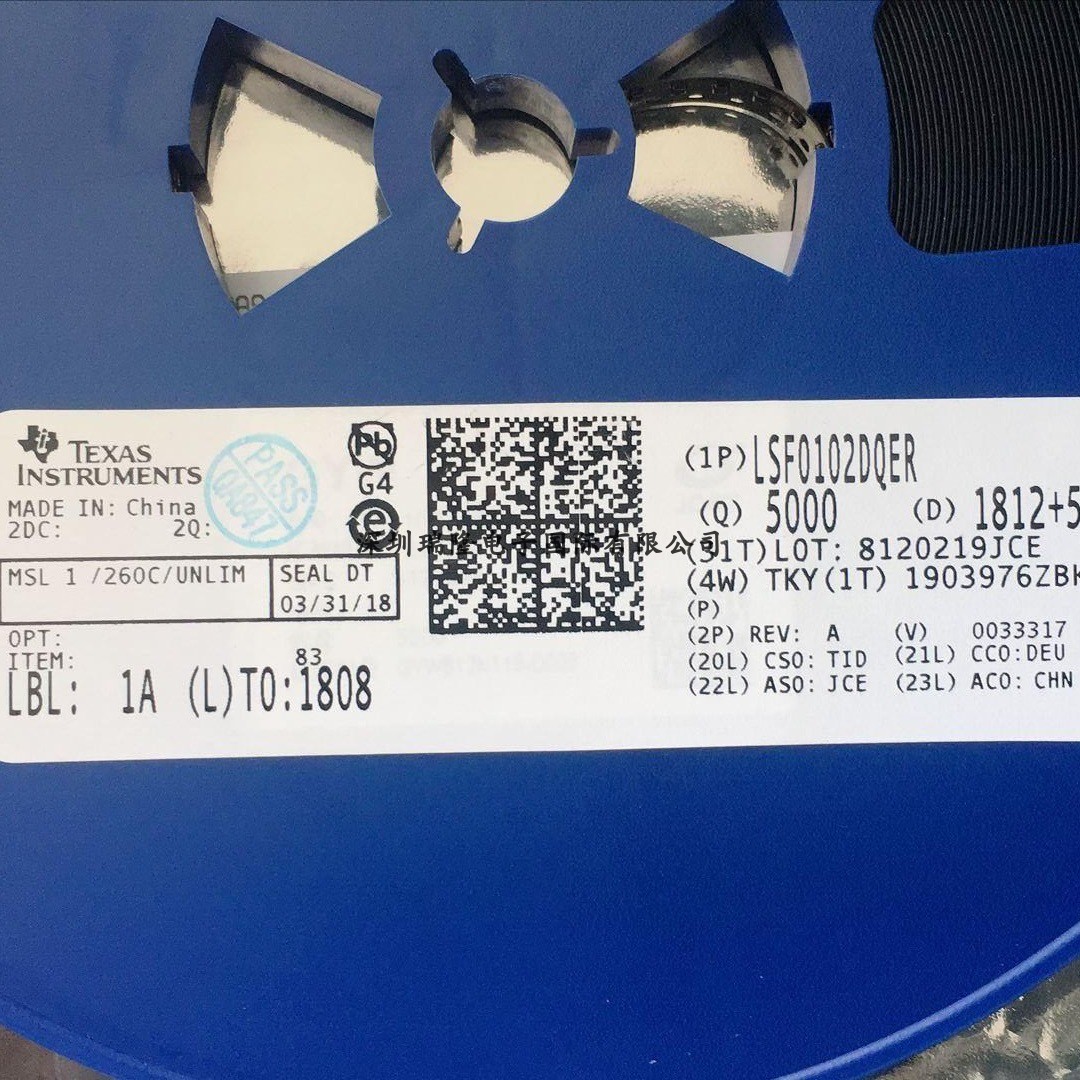 TEXAS
INSTRUMENTS
MADE IN: China
2DC: 2Q:
PASS
QA847
Pb
G4
e
MSL 1 /260C/UNLIM
SEAL DT
03/31/18
OPT:
ITEM: 83
LBL: 1A (L)TO:1808
(1P) LSF0102DQER
(Q) 5000 (D) 1812+5
深圳瑞隆电子国际有限公司
(31T)LOT: 8120219JCE
(4W) TKY(1T) 1903976ZBK
(P)
(2P) REV: A (V) 0033317
(20L) CSO: TID (21L) CCO:DEU
(22L) ASO: JCE (23L) ACO: CHN